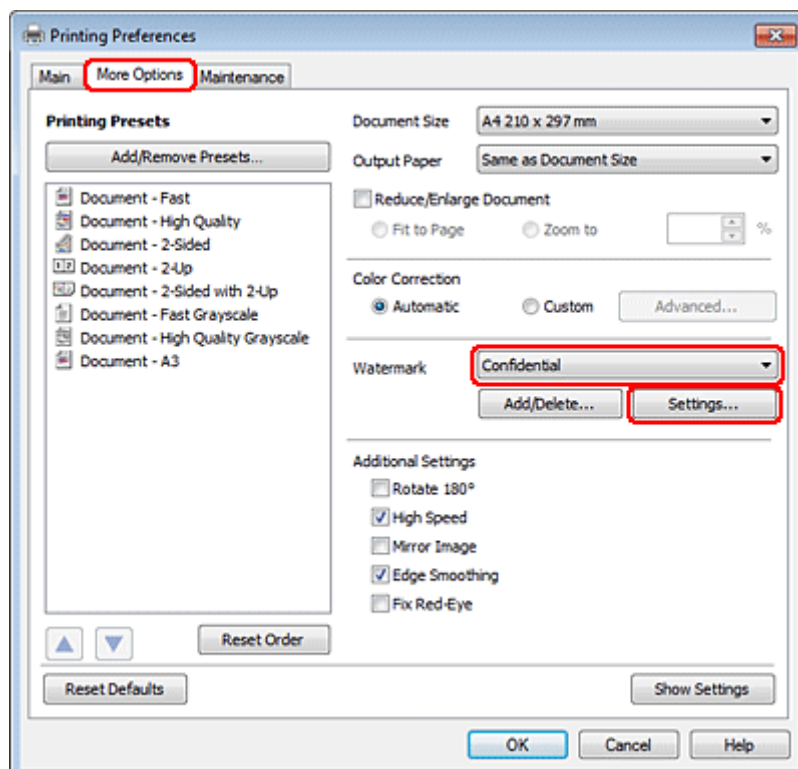 Printing Preferences
Main More Options Maintenance
Printing Presets
Add/Remove Presets...
Document - Fast
Document - High Quality
Document - 2-Sided
Document - 2-Up
Document - 2-Sided with 2-Up
Document - Fast Grayscale
Document - High Quality Grayscale
Document - A3
Reset Order
Document Size A4 210 x 297 mm
Output Paper Same as Document Size
Reduce/Enlarge Document
Fit to Page Zoom to %
Color Correction
Automatic Custom Advanced...
Watermark Confidential
Add/Delete... Settings...
Additional Settings
Rotate 180°
High Speed
Mirror Image
Edge Smoothing
Fix Red-Eye
Reset Defaults Show Settings
OK Cancel Help